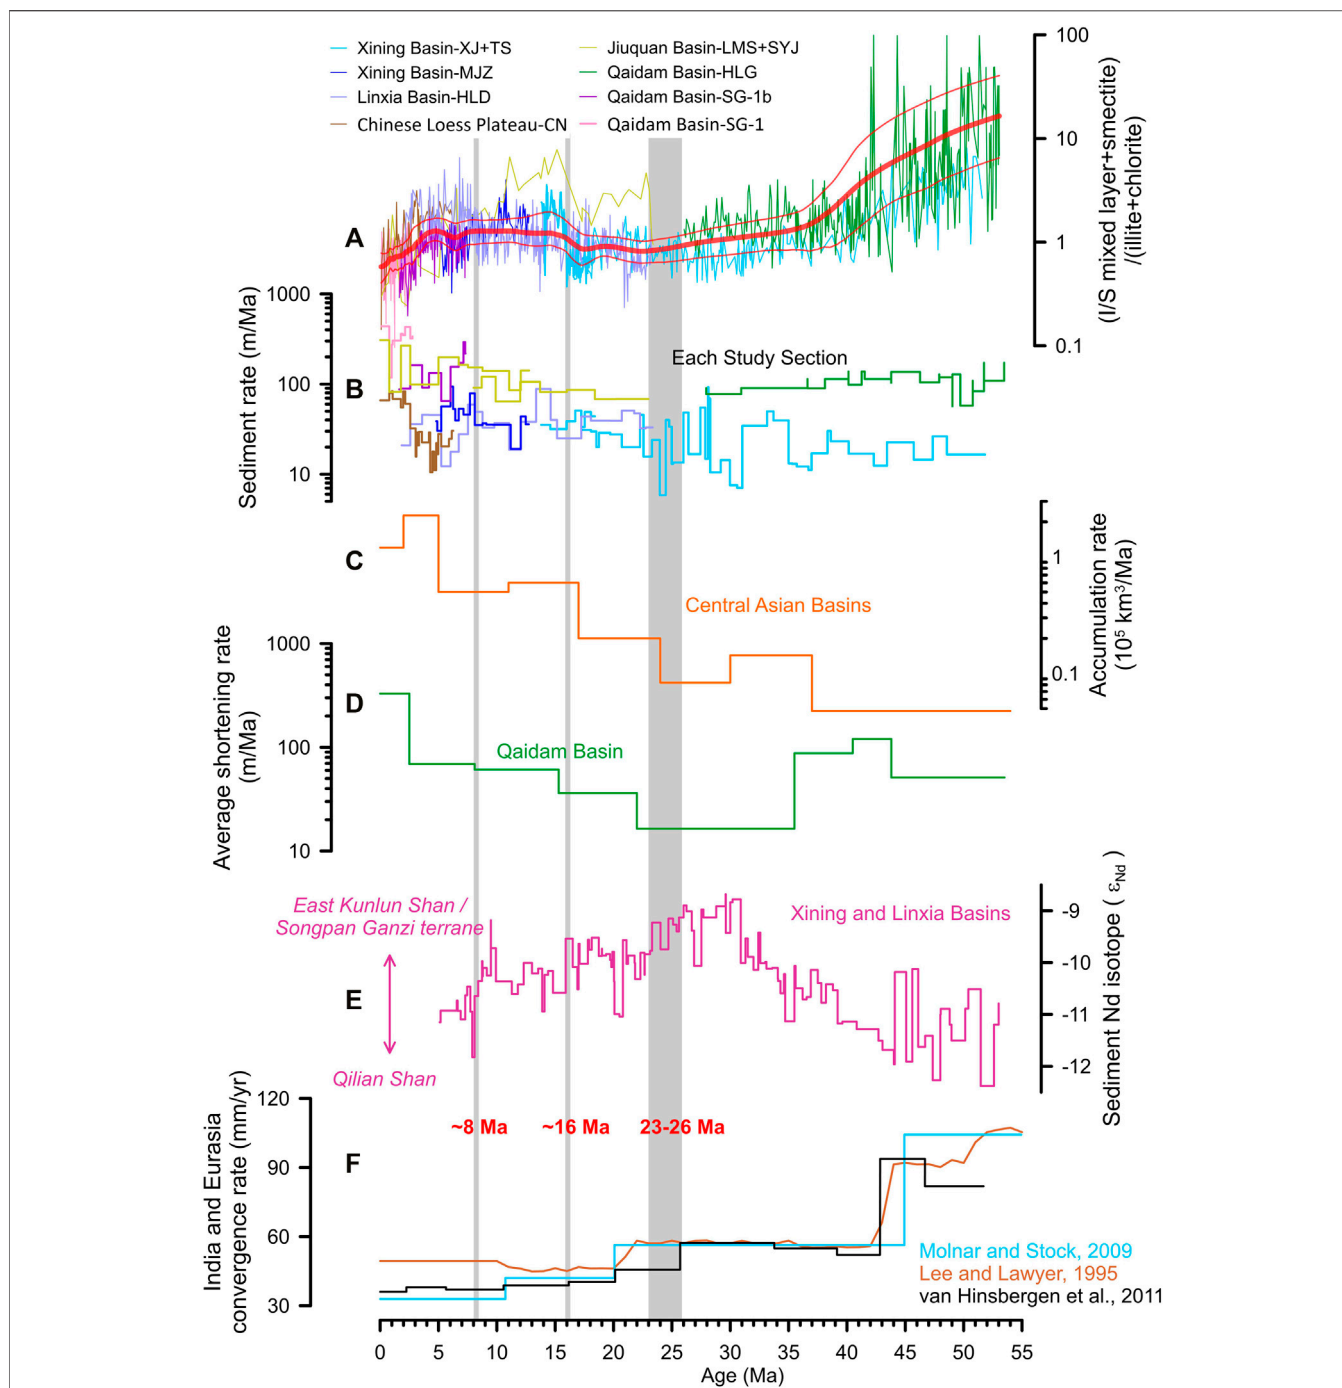 Xining Basin-XJ+TS
Xining Basin-MJZ
Linxia Basin-HLD
Chinese Loess Plateau-CN
Jiuquan Basin-LMS+SYJ
Qaidam Basin-HLG
Qaidam Basin-SG-1b
Qaidam Basin-SG-1
100
10
1
0.1
(I/S mixed layer+smectite)
/(illite+chlorite)
A
1000
100
10
Sediment rate (m/Ma)
Each Study Section
B
C
Central Asian Basins
1
0.1
Accumulation rate
(10⁵ km³/Ma)
1000
100
10
Average shortening rate
(m/Ma)
D
Qaidam Basin
East Kunlun Shan /
Songpan Ganzi terrane
E
Qilian Shan
Xining and Linxia Basins
-9
-10
-11
-12
Sediment Nd isotope ( εNd )
120
90
60
30
India and Eurasia
convergence rate (mm/yr)
~8 Ma
~16 Ma
23-26 Ma
F
Molnar and Stock, 2009
Lee and Lawyer, 1995
van Hinsbergen et al., 2011
0 5 10 15 20 25 30 35 40 45 50 55
Age (Ma)